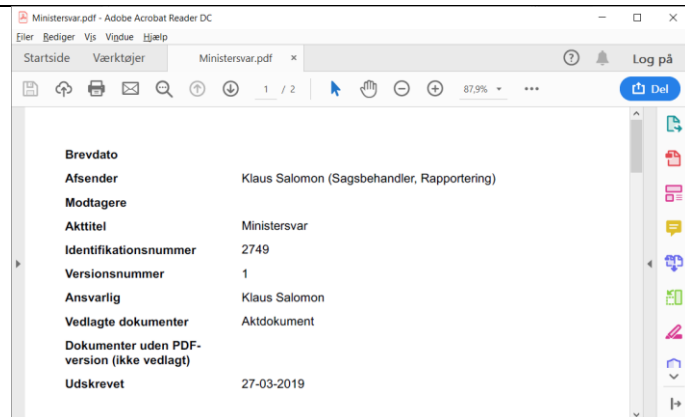 Ministersvar.pdf - Adobe Acrobat Reader DC
Filer Rediger Vis Vindue Hjælp
Startside Værktøjer Ministersvar.pdf × Log på
1 / 2 87,9% Del
Brevdato
Afsender Klaus Salomon (Sagsbehandler, Rapportering)
Modtagere
Akttitel Ministersvar
Identifikationsnummer 2749
Versionsnummer 1
Ansvarlig Klaus Salomon
Vedlagte dokumenter Aktdokument
Dokumenter uden PDF-
version (ikke vedlagt)
Udskrevet 27-03-2019